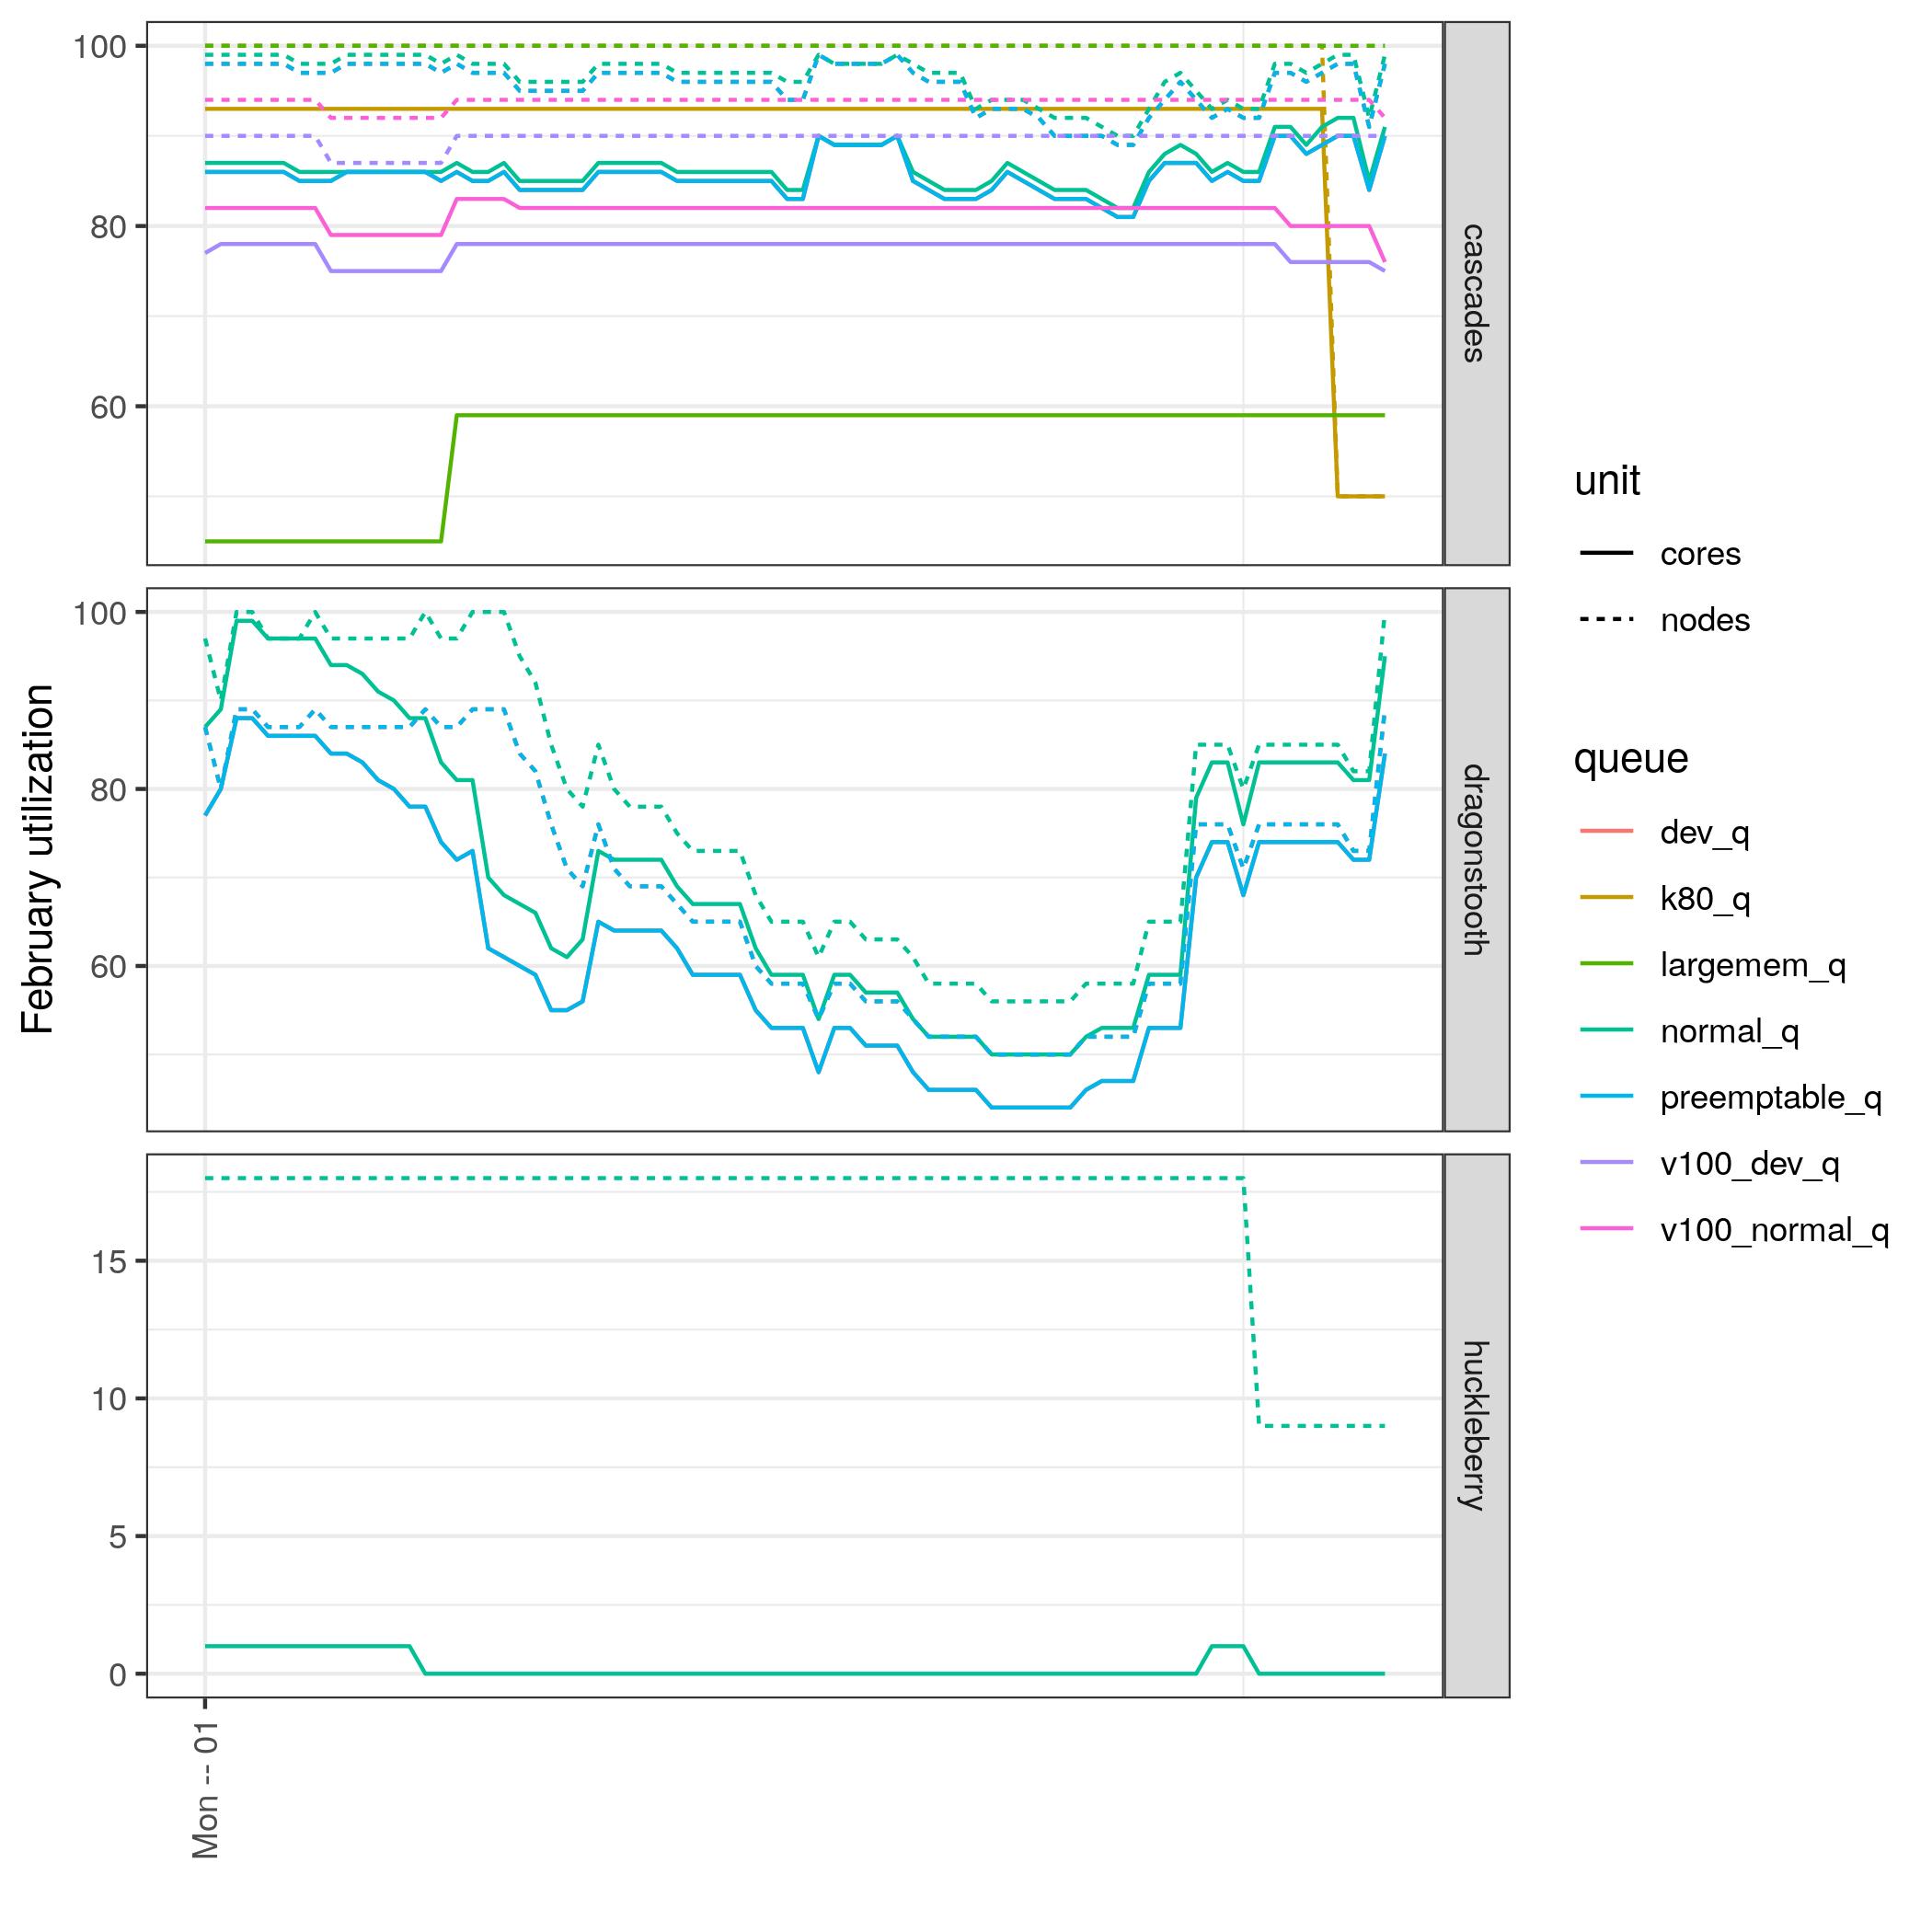 February utilization
100
80
60
cascades
100
80
60
dragonstooth
15
10
5
0
huckleberry
Mon -- 01
unit
cores
nodes
queue
dev_q
k80_q
largemem_q
normal_q
preemptable_q
v100_dev_q
v100_normal_q